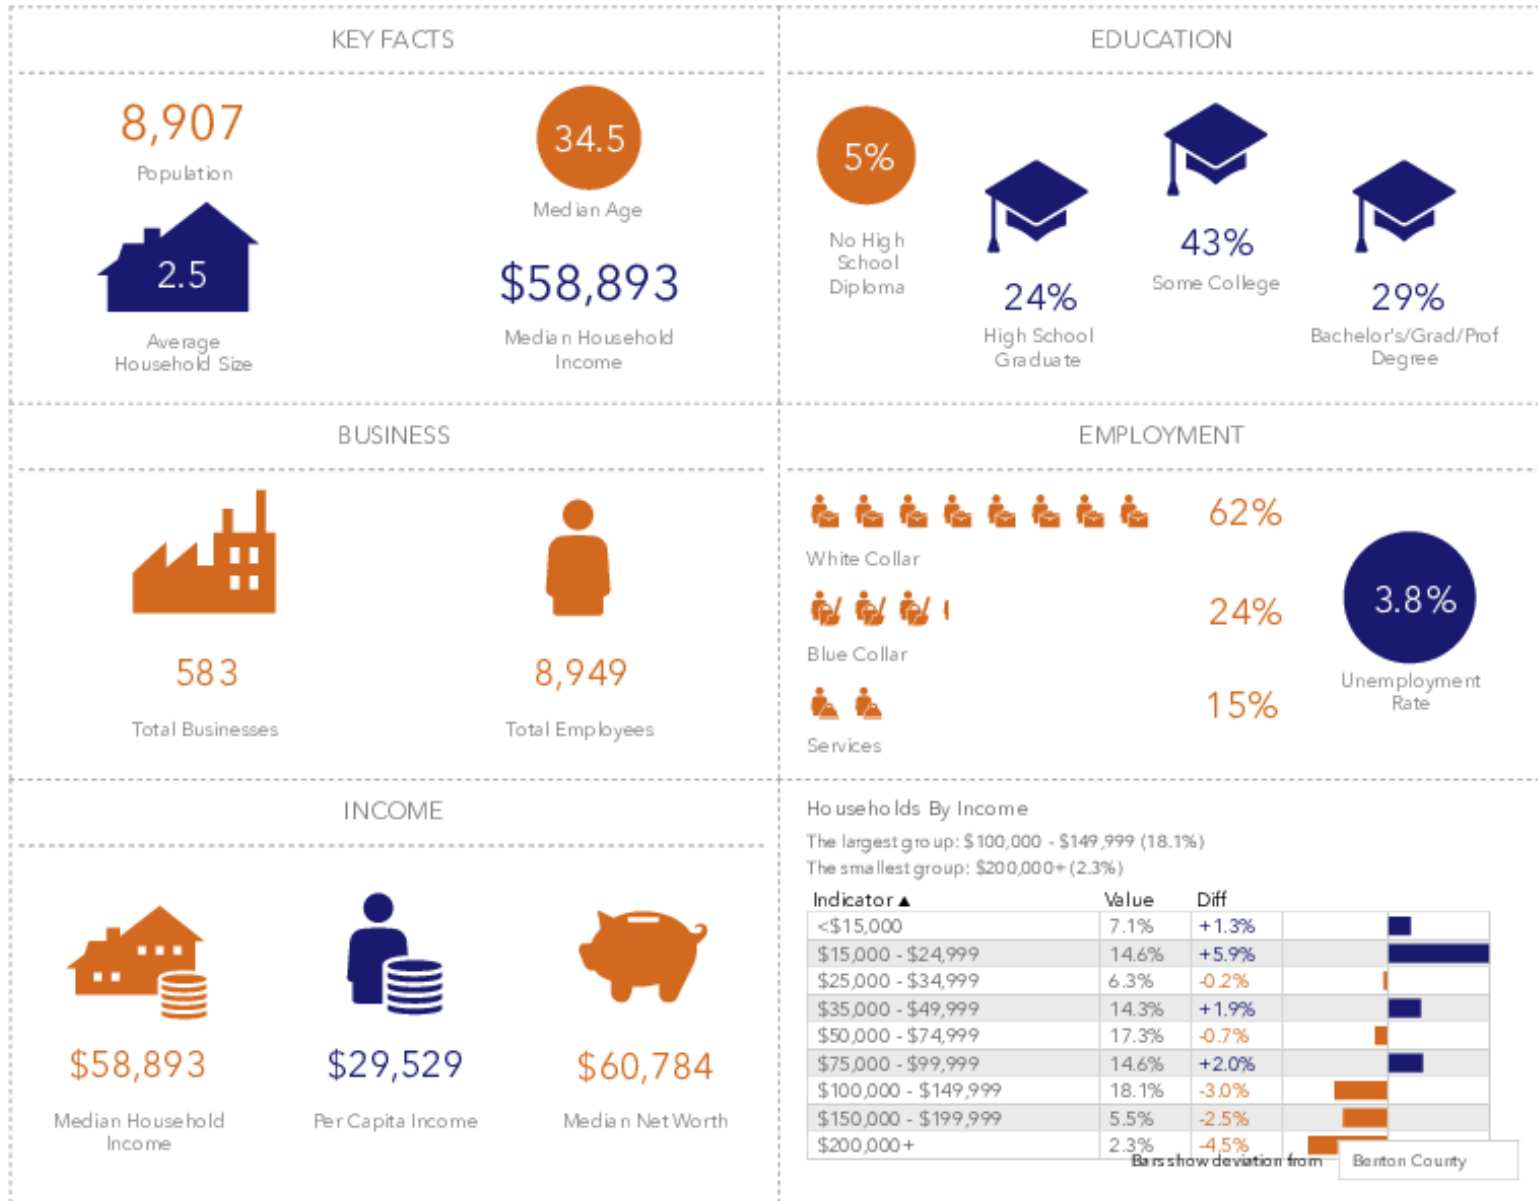 KEY FACTS
8,907
Population
34.5
Median Age
2.5
Average
Household Size
$58,893
Median Household
Income
EDUCATION
5%
No High
School
Diploma
24%
High School
Graduate
43%
Some College
29%
Bachelor's/Grad/Prof
Degree
BUSINESS
583
Total Businesses
8,949
Total Employees
EMPLOYMENT
62%
White Collar
24%
Blue Collar
15%
Services
3.8%
Unemployment
Rate
INCOME
$58,893
Median Household
Income
$29,529
Per Capita Income
$60,784
Median Net Worth
Households By Income
The largest group: $100,000 - $149,999 (18.1%)
The smallest group: $200,000+ (2.3%)
Indicator ▲ Value Diff
<$15,000 7.1% +1.3%
$15,000 - $24,999 14.6% +5.9%
$25,000 - $34,999 6.3% -0.2%
$35,000 - $49,999 14.3% +1.9%
$50,000 - $74,999 17.3% -0.7%
$75,000 - $99,999 14.6% +2.0%
$100,000 - $149,999 18.1% -3.0%
$150,000 - $199,999 5.5% -2.5%
$200,000+ 2.3% -4.5%
Bars show deviation from Benton County